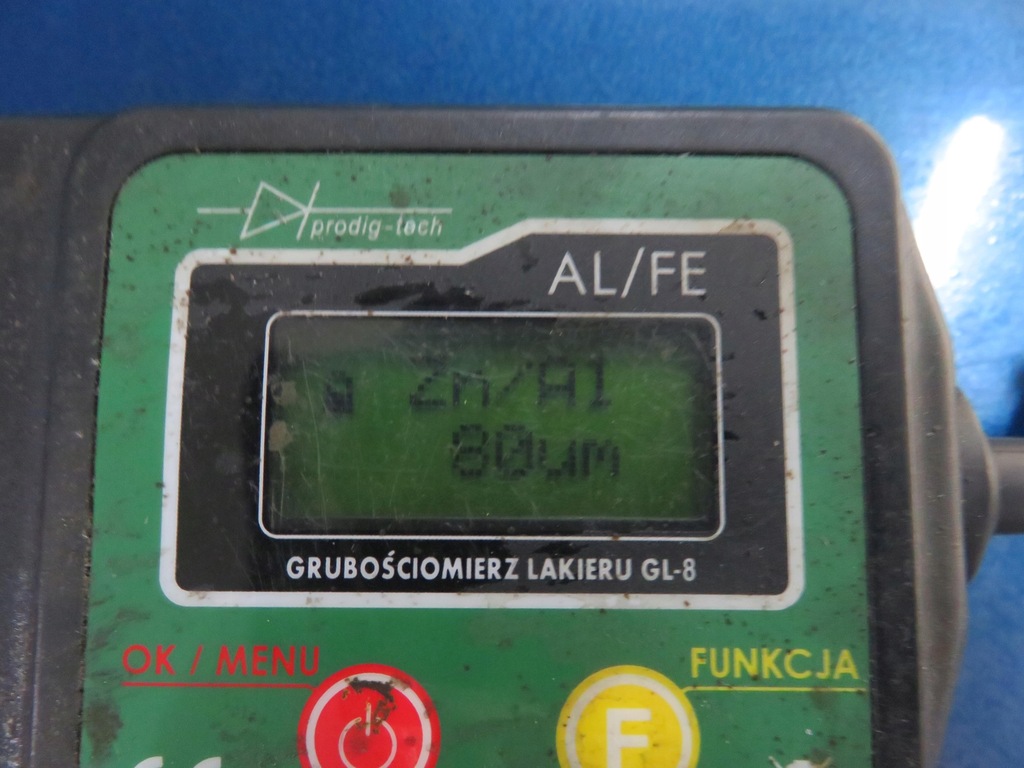 prodig-tech
AL/FE
Zn/Al
80um
GRUBOŚCIOMIERZ LAKIERU GL-8
OK / MENU
FUNKCJA
F